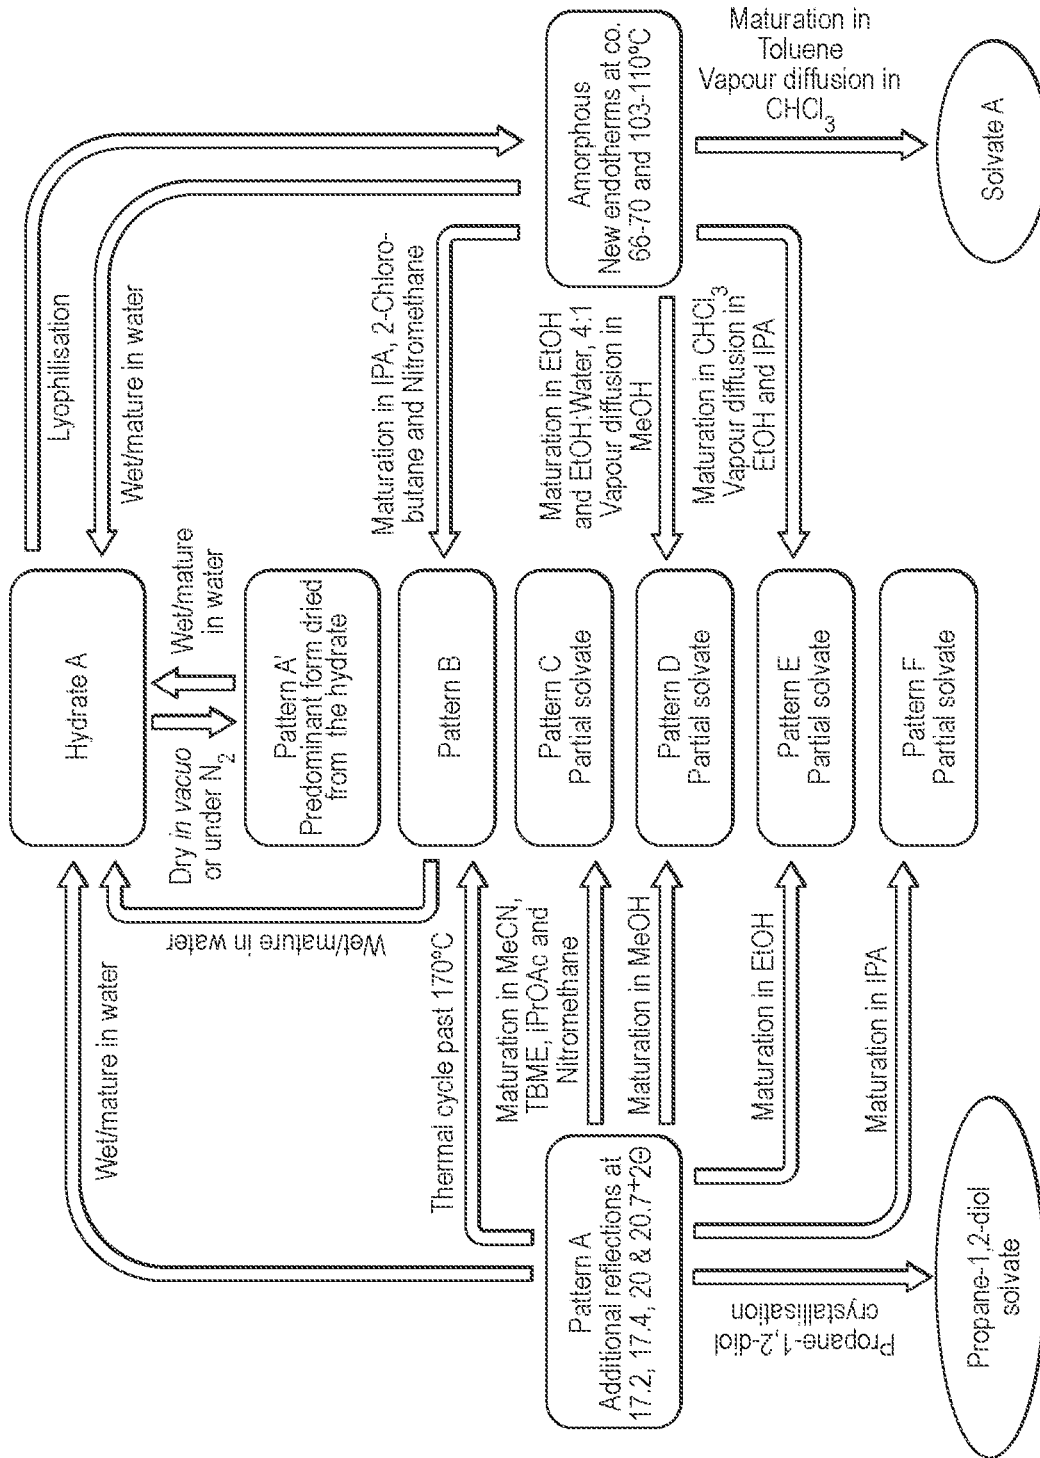 Hydrate A
Lyophilisation
Wet/mature in water
Wet/mature in water
Wet/mature in water
Dry in vacuo
or under N2
Wet/mature
in water
Pattern A'
Predominant form dried
from the hydrate
Thermal cycle past 170ºC
Pattern B
Maturation in IPA, 2-Chloro-
butane and Nitromethane
Maturation in MeCN,
TBME, iPrOAc and
Nitromethane
Pattern C
Partial solvate
Pattern A
Additional reflections at
17.2, 17.4, 20 & 20.7⁺2Θ
Maturation in MeOH
Pattern D
Partial solvate
Maturation in EtOH
and EtOH:Water, 4:1
Vapour diffusion in
MeOH
Amorphous
New endotherms at co.
66-70 and 103-110ºC
Maturation in EtOH
Pattern E
Partial solvate
Maturation in CHCl3
Vapour diffusion in
EtOH and IPA
Maturation in
Toluene
Vapour diffusion in
CHCl3
Maturation in IPA
Pattern F
Partial solvate
Propane-1,2-diol
crystallisation
Propane-1,2-diol
solvate
Solvate A